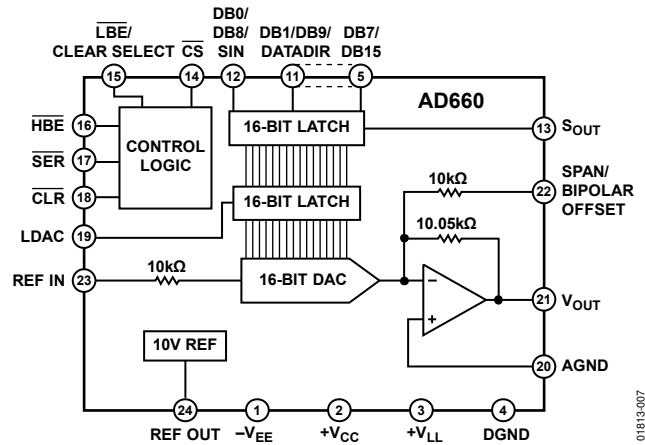 DB0/
LBE/ DB8/ DB1/DB9/ DB7/
CLEAR SELECT CS SIN DATADIR DB15
15 14 12 11 5
AD660
HBE 16
SER 17
CLR 18
LDAC 19
REF IN 23
CONTROL
LOGIC
16-BIT LATCH
13 SOUT
16-BIT LATCH
10kΩ
22 SPAN/
BIPOLAR
OFFSET
10.05kΩ
10kΩ
16-BIT DAC
−
+
21 VOUT
20 AGND
10V REF
24 1 2 3 4
REF OUT −VEE +VCC +VLL DGND
01813-007